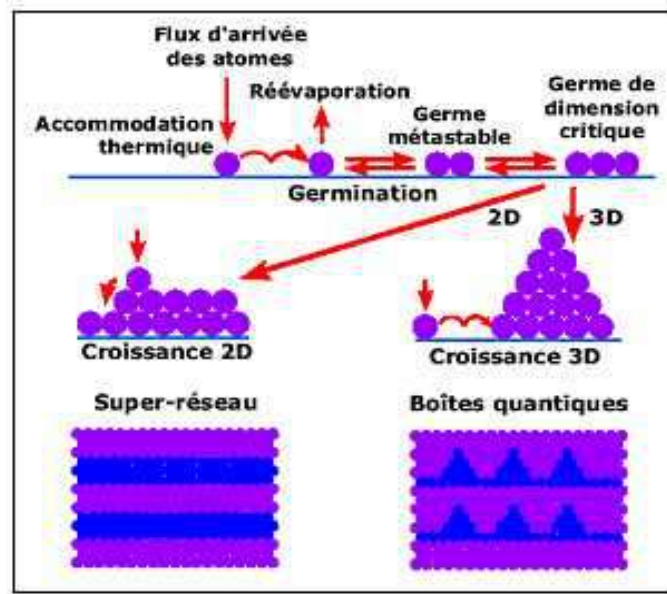 Flux d'arrivée
des atomes
Réévaporation
Accommodation
thermique
Germe
métastable
Germe de
dimension
critique
Germination
2D
3D
Croissance 2D
Croissance 3D
Super-réseau
Boîtes quantiques